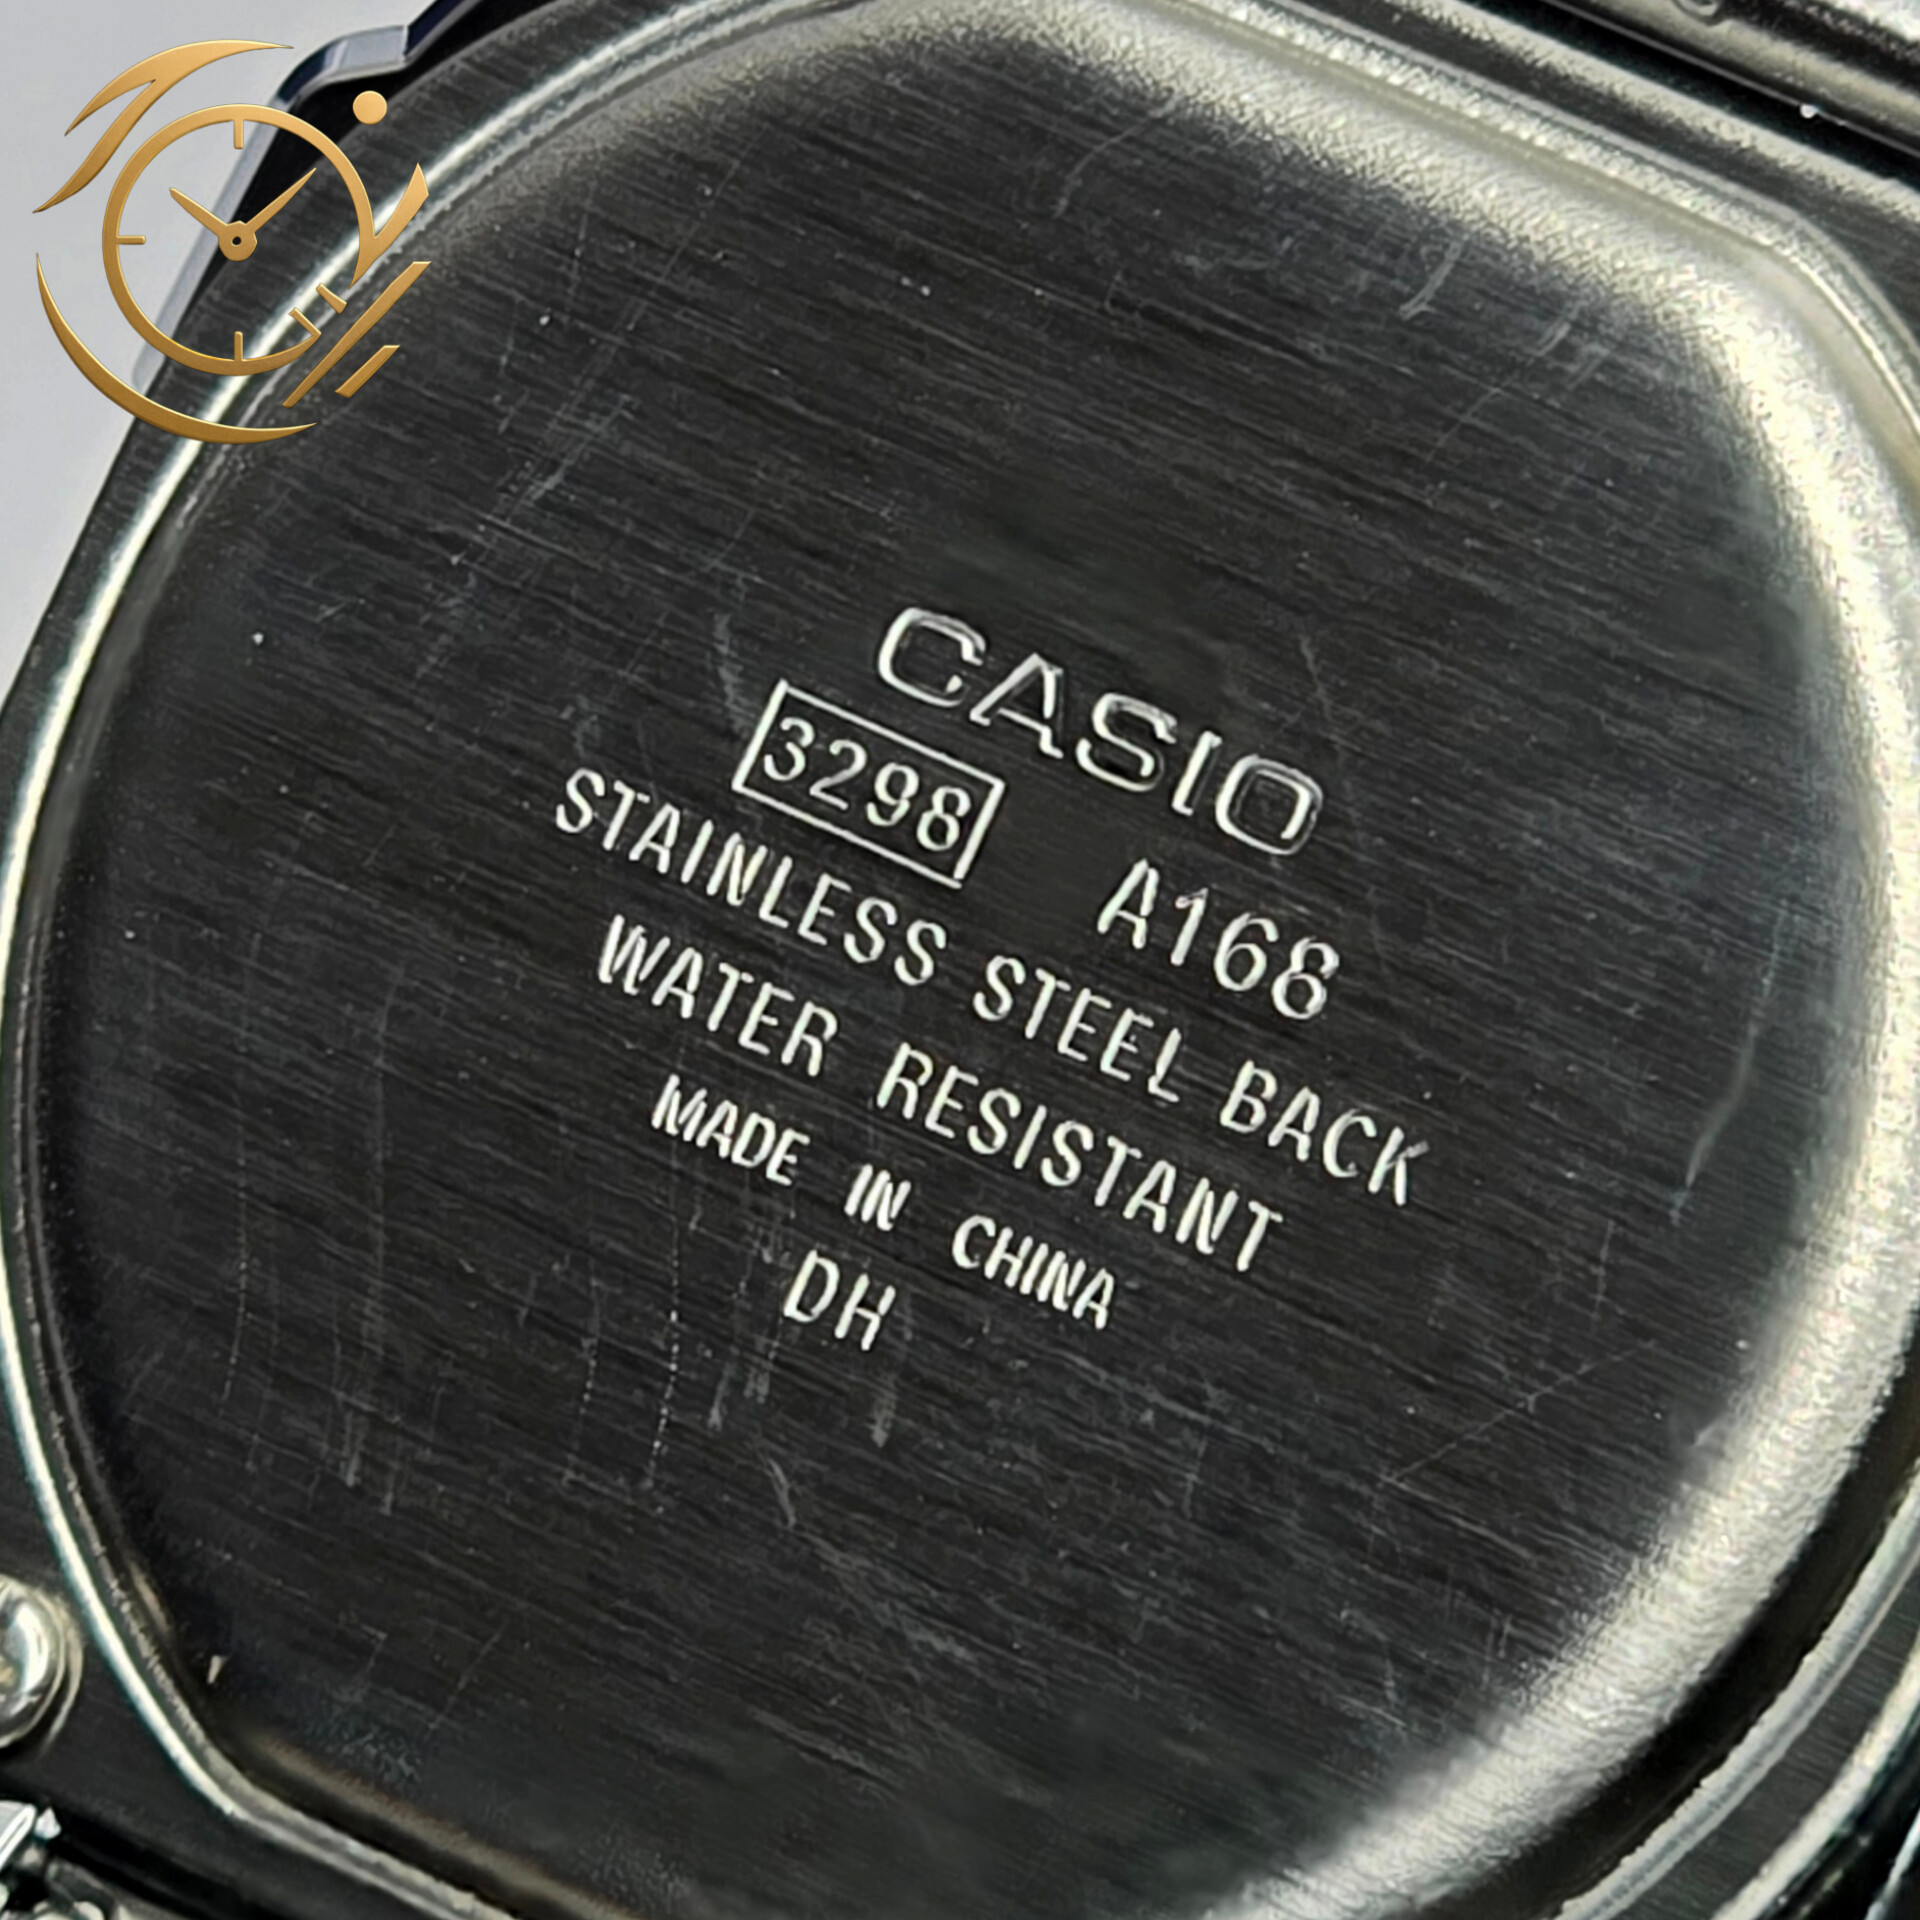 CASIO
3298 A168
STAINLESS STEEL BACK
WATER RESISTANT
MADE IN CHINA
DH